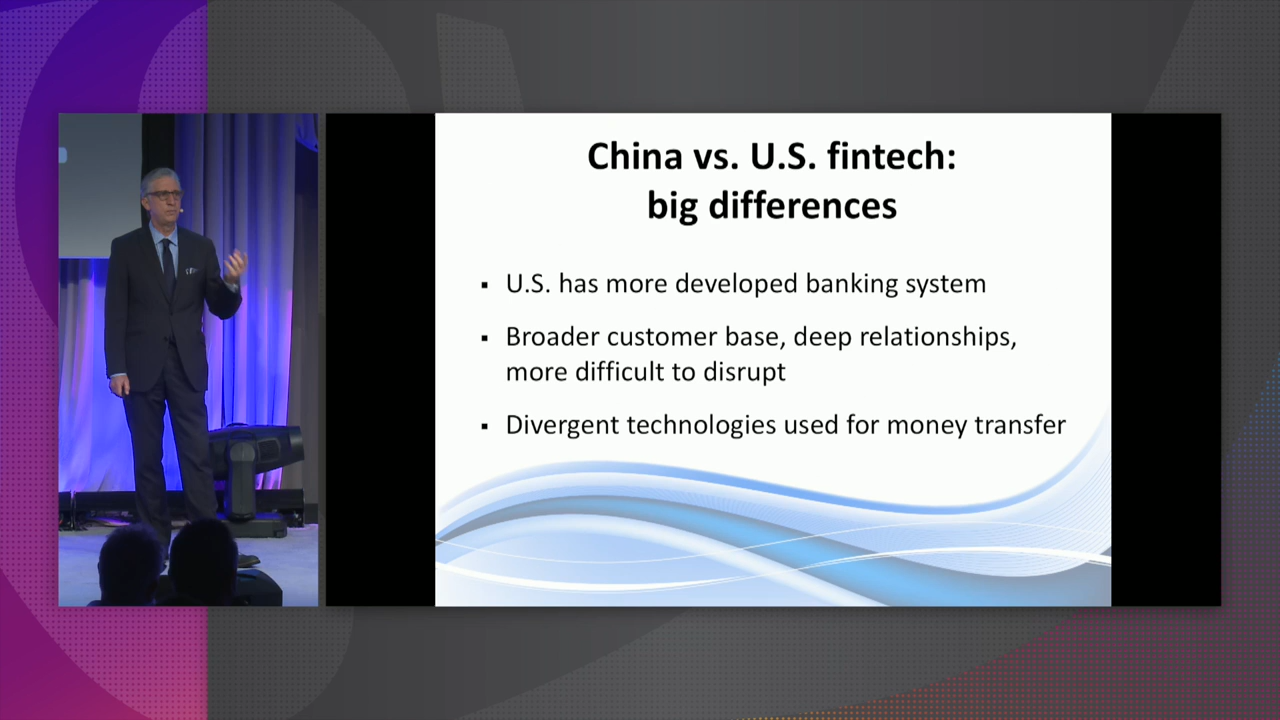 China vs. U.S. fintech:
big differences
▪ U.S. has more developed banking system
▪ Broader customer base, deep relationships,
more difficult to disrupt
▪ Divergent technologies used for money transfer